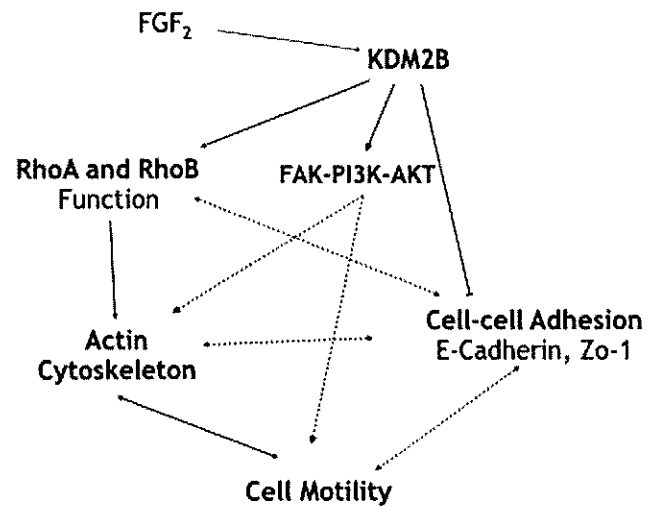 FGF₂
KDM2B
RhoA and RhoB
Function
FAK-PI3K-AKT
Actin
Cytoskeleton
Cell-cell Adhesion
E-Cadherin, Zo-1
Cell Motility